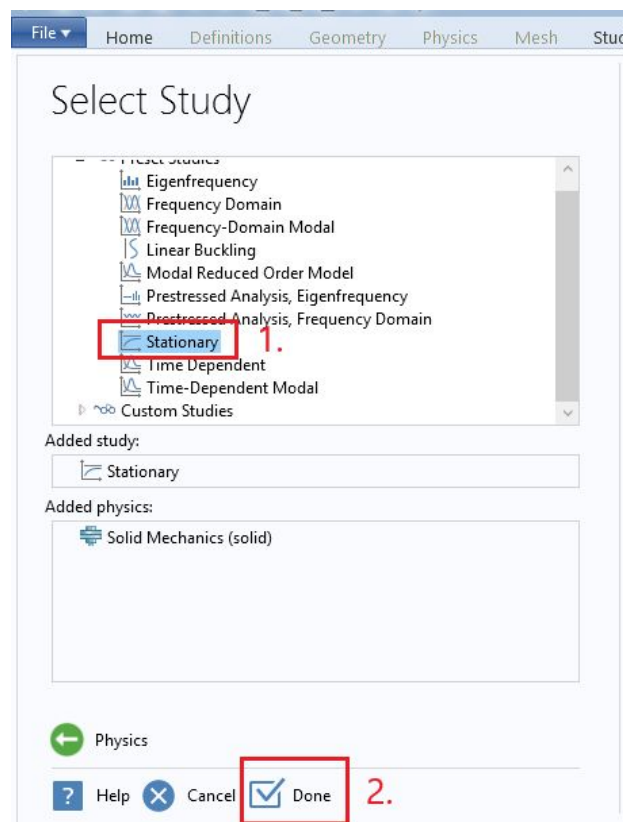 File Home Definitions Geometry Physics Mesh
Select Study
Preset Studies
Eigenfrequency
Frequency Domain
Frequency-Domain Modal
Linear Buckling
Modal Reduced Order Model
Prestressed Analysis, Eigenfrequency
Prestressed Analysis, Frequency Domain
Stationary 1.
Time Dependent
Time-Dependent Modal
Custom Studies
Added study:
Stationary
Added physics:
Solid Mechanics (solid)
Physics
? Help Cancel Done 2.